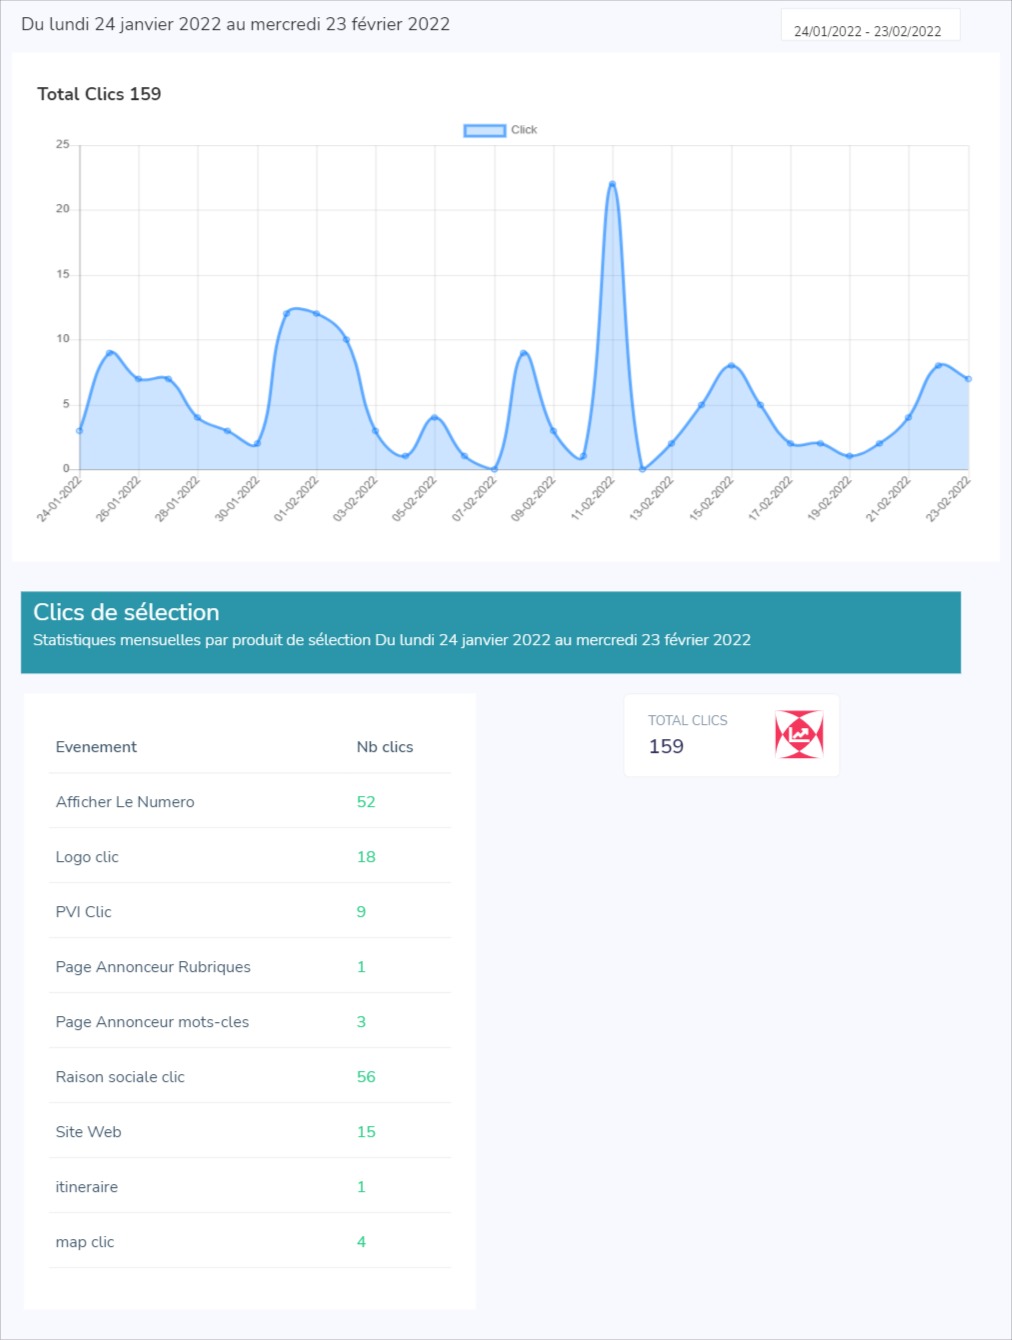 Du lundi 24 janvier 2022 au mercredi 23 février 2022
24/01/2022 - 23/02/2022
Total Clics 159
Click
25
20
15
10
5
0
24-01-2022
26-01-2022
28-01-2022
30-01-2022
01-02-2022
03-02-2022
05-02-2022
07-02-2022
09-02-2022
11-02-2022
13-02-2022
15-02-2022
17-02-2022
19-02-2022
21-02-2022
23-02-2022
Clics de sélection
Statistiques mensuelles par produit de sélection Du lundi 24 janvier 2022 au mercredi 23 février 2022
TOTAL CLICS
159
Evenement Nb clics
Afficher Le Numero 52
Logo clic 18
PVI Clic 9
Page Annonceur Rubriques 1
Page Annonceur mots-cles 3
Raison sociale clic 56
Site Web 15
itineraire 1
map clic 4